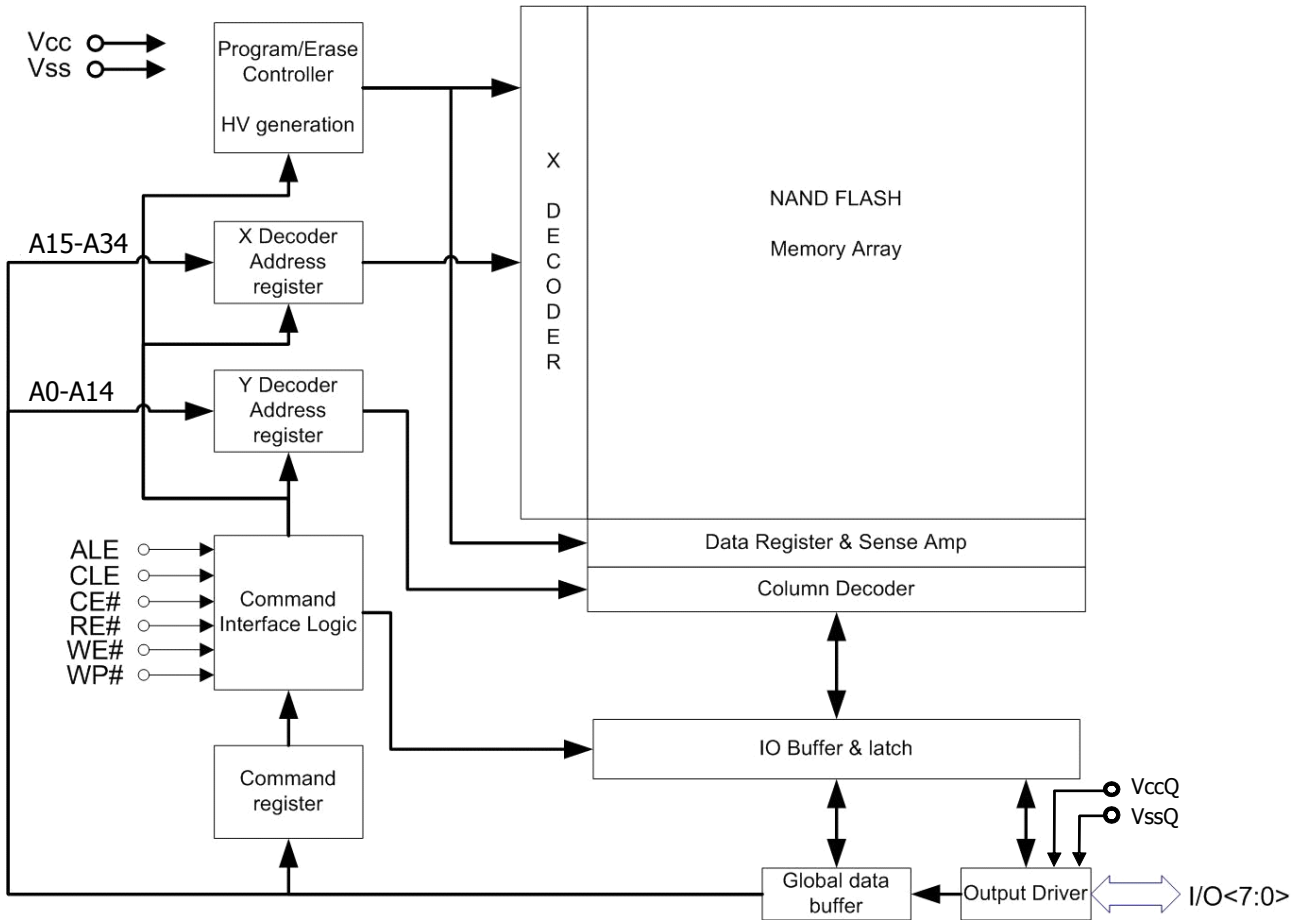 Vcc
Vss
Program/Erase
Controller
HV generation
X
D
E
C
O
D
E
R
NAND FLASH
Memory Array
A15-A34
X Decoder
Address
register
A0-A14
Y Decoder
Address
register
Data Register & Sense Amp
Column Decoder
ALE
CLE
CE#
RE#
WE#
WP#
Command
Interface Logic
IO Buffer & latch
Command
register
VccQ
VssQ
Global data
buffer
Output Driver
I/O<7:0>